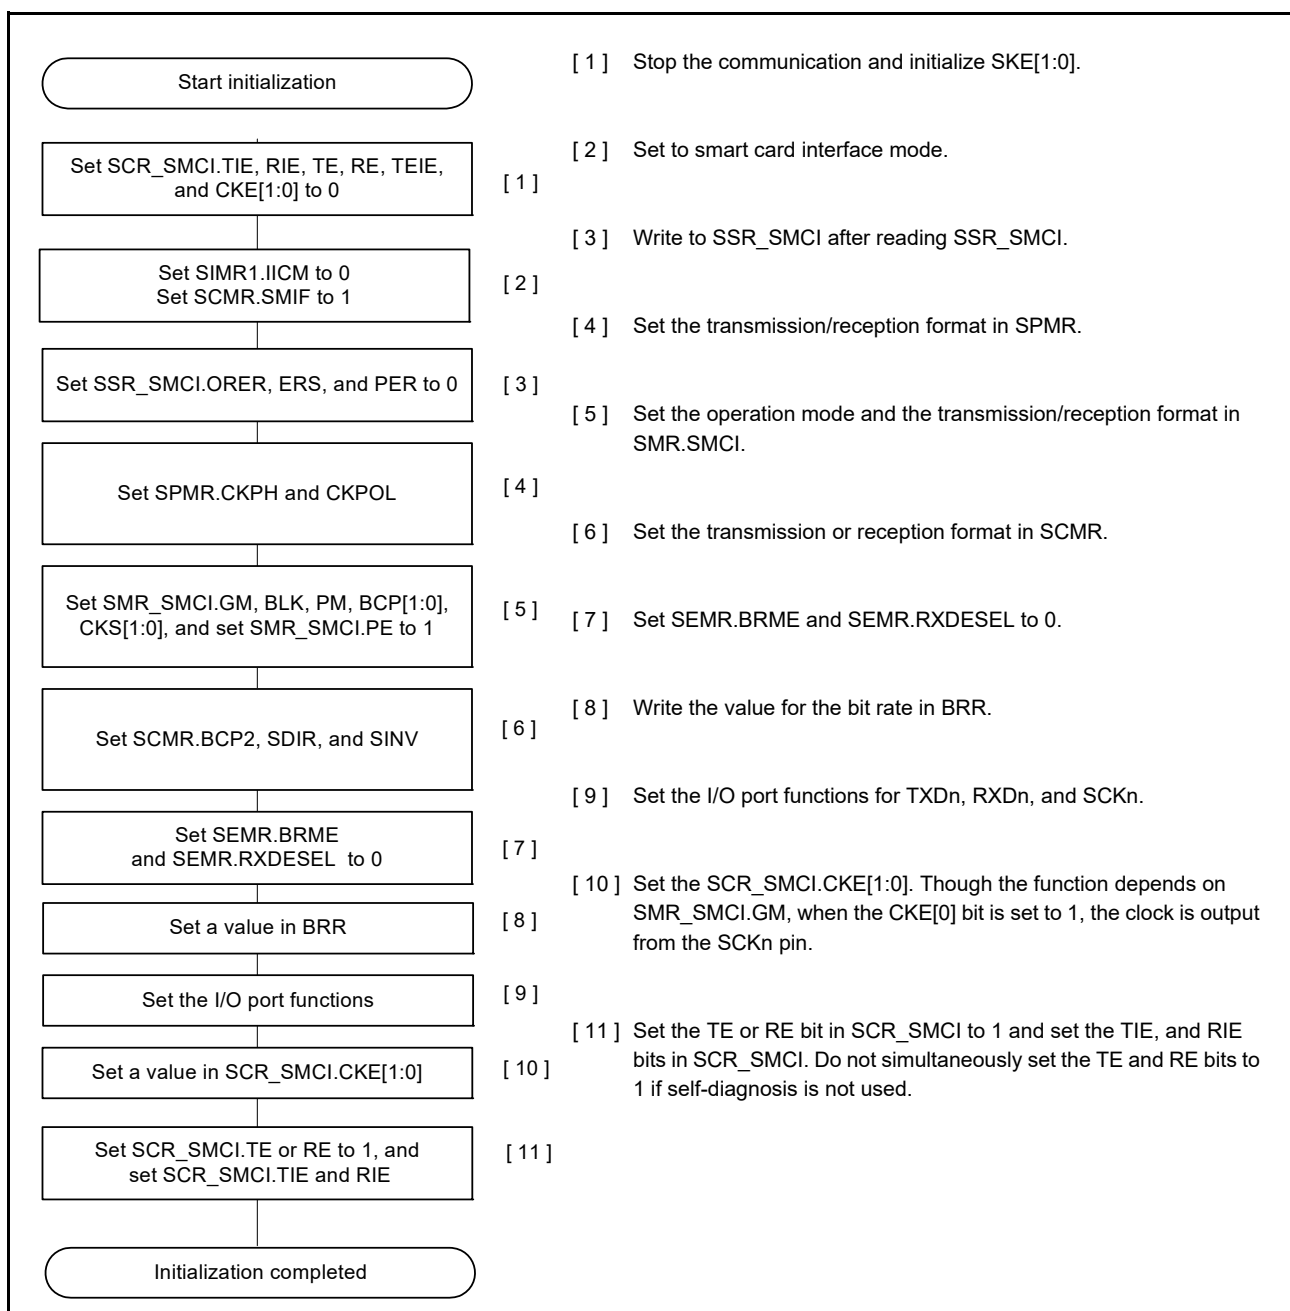 Start initialization
Set SCR_SMCI.TIE, RIE, TE, RE, TEIE,
and CKE[1:0] to 0
[ 1 ]
Set SIMR1.IICM to 0
Set SCMR.SMIF to 1
[ 2 ]
Set SSR_SMCI.ORER, ERS, and PER to 0
[ 3 ]
Set SPMR.CKPH and CKPOL
[ 4 ]
Set SMR_SMCI.GM, BLK, PM, BCP[1:0],
CKS[1:0], and set SMR_SMCI.PE to 1
[ 5 ]
Set SCMR.BCP2, SDIR, and SINV
[ 6 ]
Set SEMR.BRME
and SEMR.RXDESEL to 0
[ 7 ]
Set a value in BRR
[ 8 ]
Set the I/O port functions
[ 9 ]
Set a value in SCR_SMCI.CKE[1:0]
[ 10 ]
Set SCR_SMCI.TE or RE to 1, and
set SCR_SMCI.TIE and RIE
[ 11 ]
Initialization completed
[ 1 ] Stop the communication and initialize SKE[1:0].
[ 2 ] Set to smart card interface mode.
[ 3 ] Write to SSR_SMCI after reading SSR_SMCI.
[ 4 ] Set the transmission/reception format in SPMR.
[ 5 ] Set the operation mode and the transmission/reception format in
SMR.SMCI.
[ 6 ] Set the transmission or reception format in SCMR.
[ 7 ] Set SEMR.BRME and SEMR.RXDESEL to 0.
[ 8 ] Write the value for the bit rate in BRR.
[ 9 ] Set the I/O port functions for TXDn, RXDn, and SCKn.
[ 10 ] Set the SCR_SMCI.CKE[1:0]. Though the function depends on
SMR_SMCI.GM, when the CKE[0] bit is set to 1, the clock is output
from the SCKn pin.
[ 11 ] Set the TE or RE bit in SCR_SMCI to 1 and set the TIE, and RIE
bits in SCR_SMCI. Do not simultaneously set the TE and RE bits to
1 if self-diagnosis is not used.